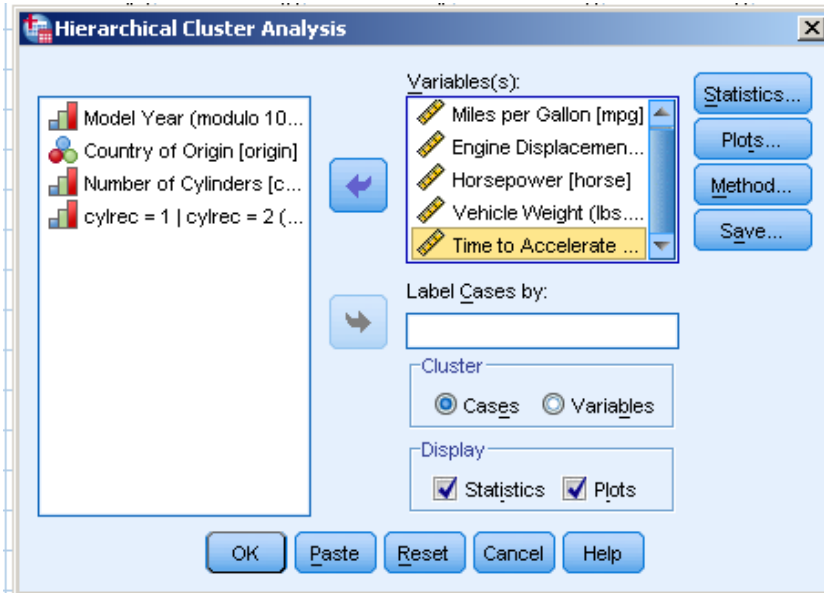 Hierarchical Cluster Analysis
Model Year (modulo 10...
Country of Origin [origin]
Number of Cylinders [c...
cylrec = 1 | cylrec = 2 (...
Variables(s):
Miles per Gallon [mpg]
Engine Displacemen...
Horsepower [horse]
Vehicle Weight (lbs....
Time to Accelerate ...
Statistics...
Plots...
Method...
Save...
Label Cases by:
Cluster
Cases Variables
Display
Statistics Plots
OK Paste Reset Cancel Help